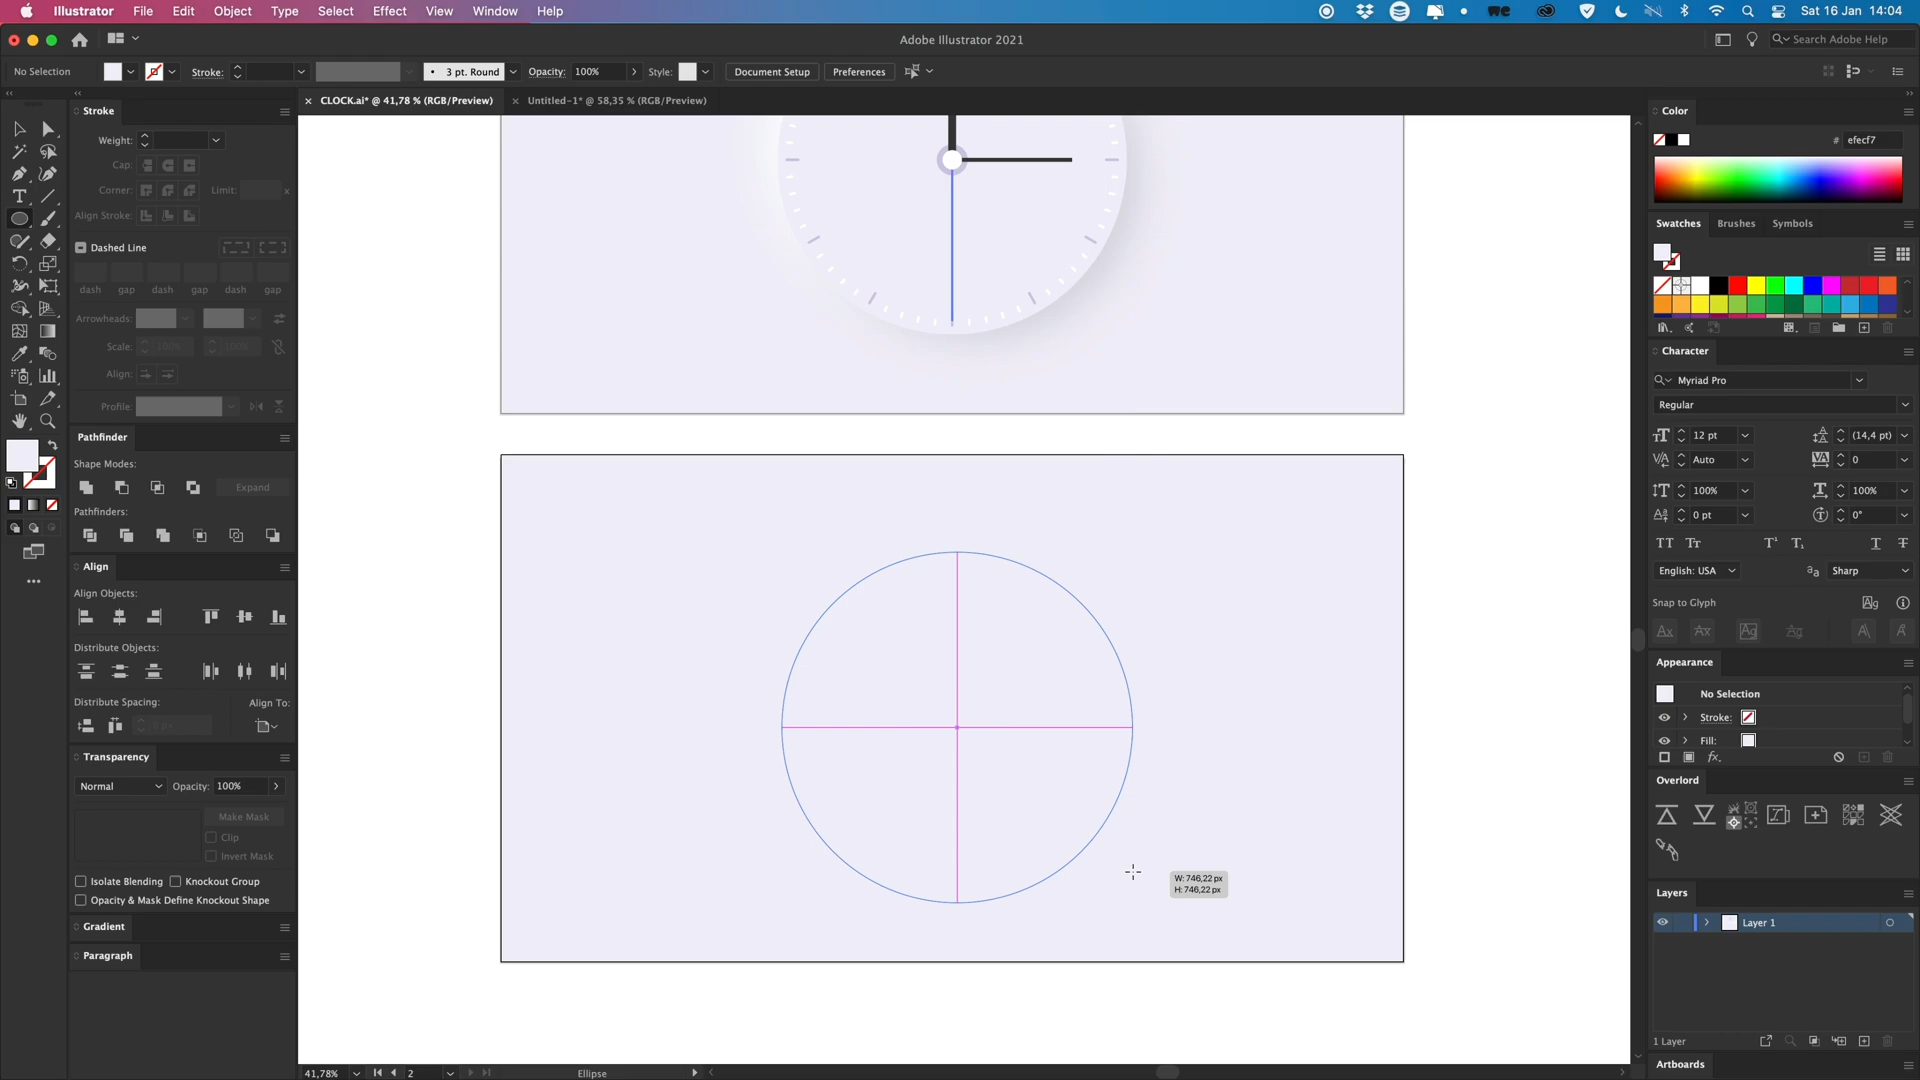 Illustrator File Edit Object Type Select Effect View Window Help
Sat 16 Jan 14:04
Adobe Illustrator 2021
Search Adobe Help
No Selection
Stroke:
3 pt. Round
Opacity: 100%
Style:
Document Setup
Preferences
Stroke
CLOCK.ai* @ 41,78 % (RGB/Preview)
Untitled-1* @ 58,35 % (RGB/Preview)
Weight:
Cap:
Corner:
Limit:
x
Align Stroke:
Dashed Line
dash gap dash gap dash gap
Arrowheads:
Scale: 100% 100%
Align:
Profile:
Pathfinder
Shape Modes:
Expand
Pathfinders:
Align
Align Objects:
Distribute Objects:
Distribute Spacing:
Align To:
0 px
Transparency
Normal
Opacity: 100%
Make Mask
Clip
Invert Mask
Isolate Blending
Knockout Group
Opacity & Mask Define Knockout Shape
Gradient
Paragraph
W: 746,22 px
H: 746,22 px
41,78%
2
Ellipse
Color
# efecf7
Swatches Brushes Symbols
Character
Myriad Pro
Regular
12 pt
(14,4 pt)
Auto
0
100%
100%
0 pt
0°
English: USA
Sharp
Snap to Glyph
Appearance
No Selection
Stroke:
Fill:
Overlord
Layers
Layer 1
1 Layer
Artboards